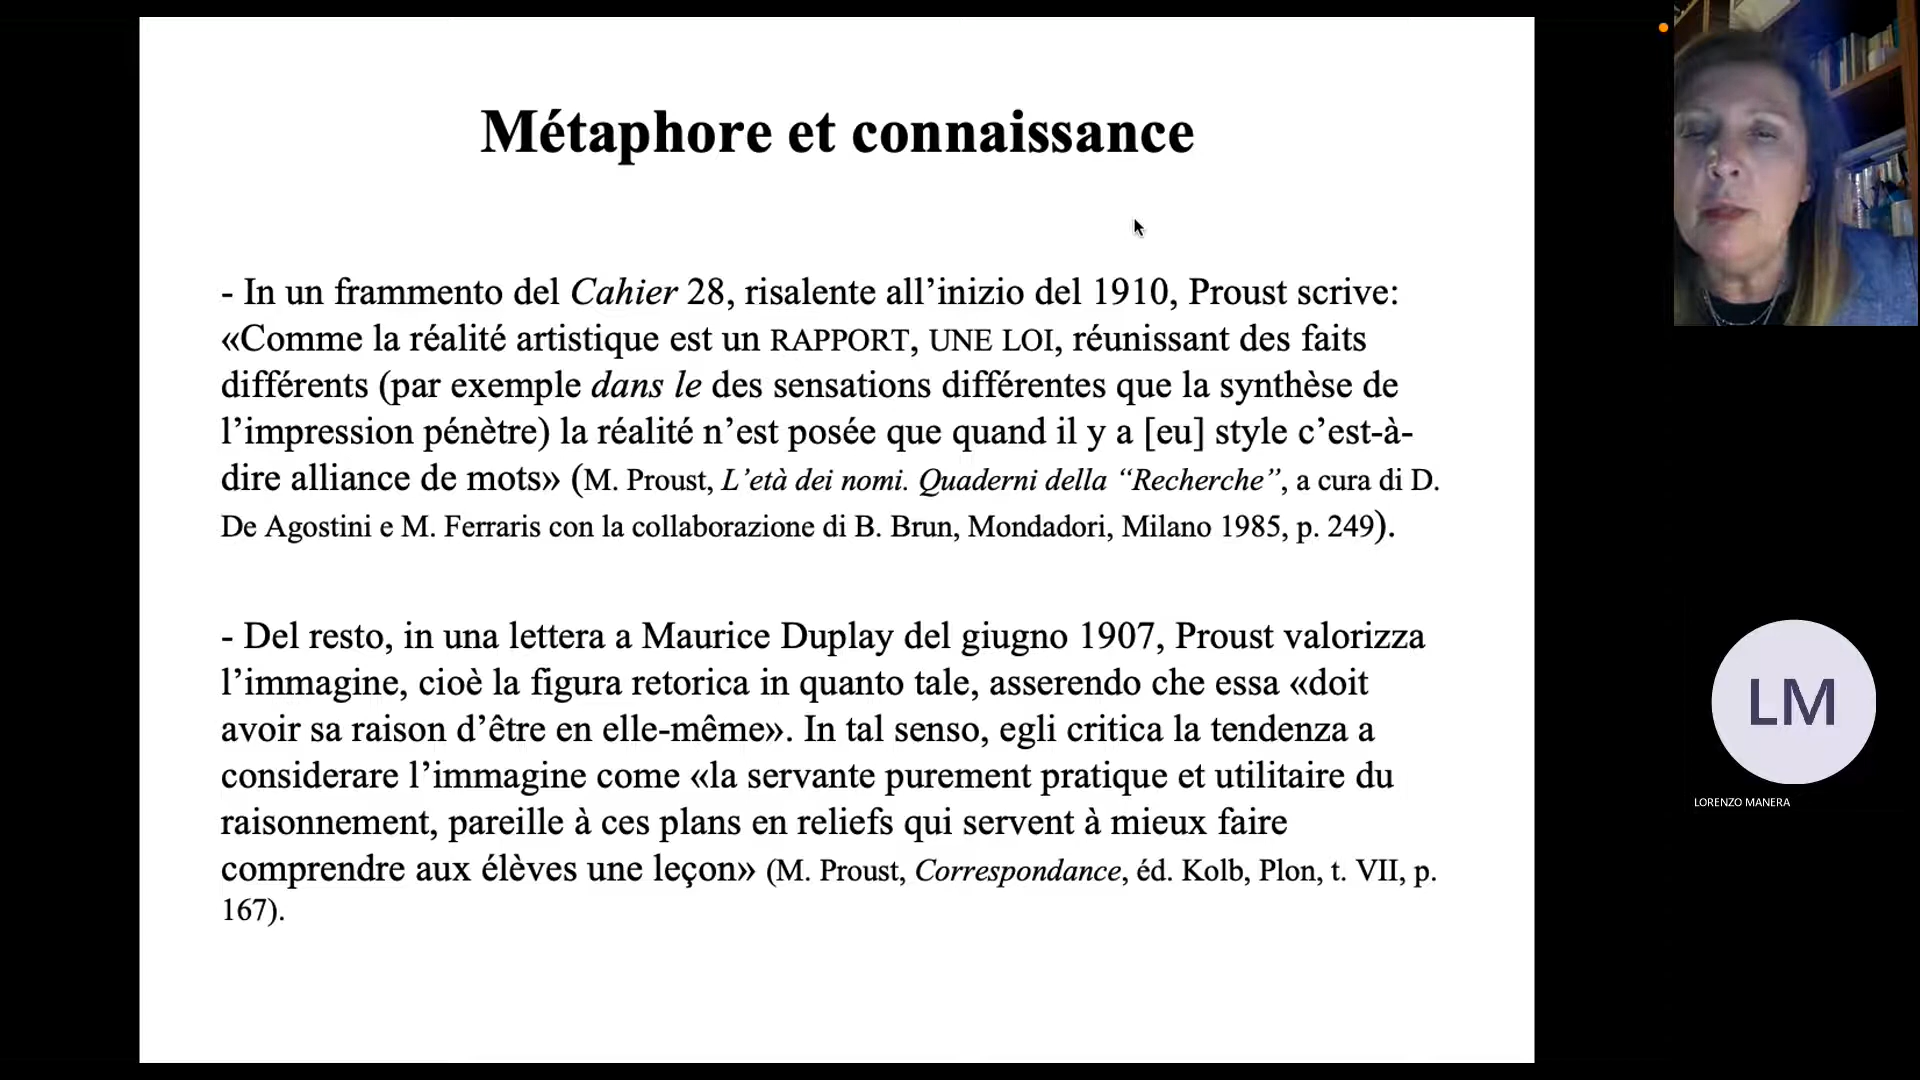 Métaphore et connaissance
- In un frammento del Cahier 28, risalente all’inizio del 1910, Proust scrive:
«Comme la réalité artistique est un RAPPORT, UNE LOI, réunissant des faits
différents (par exemple dans le des sensations différentes que la synthèse de
l’impression pénètre) la réalité n’est posée que quand il y a [eu] style c’est-à-
dire alliance de mots» (M. Proust, L’età dei nomi. Quaderni della “Recherche”, a cura di D.
De Agostini e M. Ferraris con la collaborazione di B. Brun, Mondadori, Milano 1985, p. 249).
- Del resto, in una lettera a Maurice Duplay del giugno 1907, Proust valorizza
l’immagine, cioè la figura retorica in quanto tale, asserendo che essa «doit
avoir sa raison d’être en elle-même». In tal senso, egli critica la tendenza a
considerare l’immagine come «la servante purement pratique et utilitaire du
raisonnement, pareille à ces plans en reliefs qui servent à mieux faire
comprendre aux élèves une leçon» (M. Proust, Correspondance, éd. Kolb, Plon, t. VII, p.
167).
LM
LORENZO MANERA